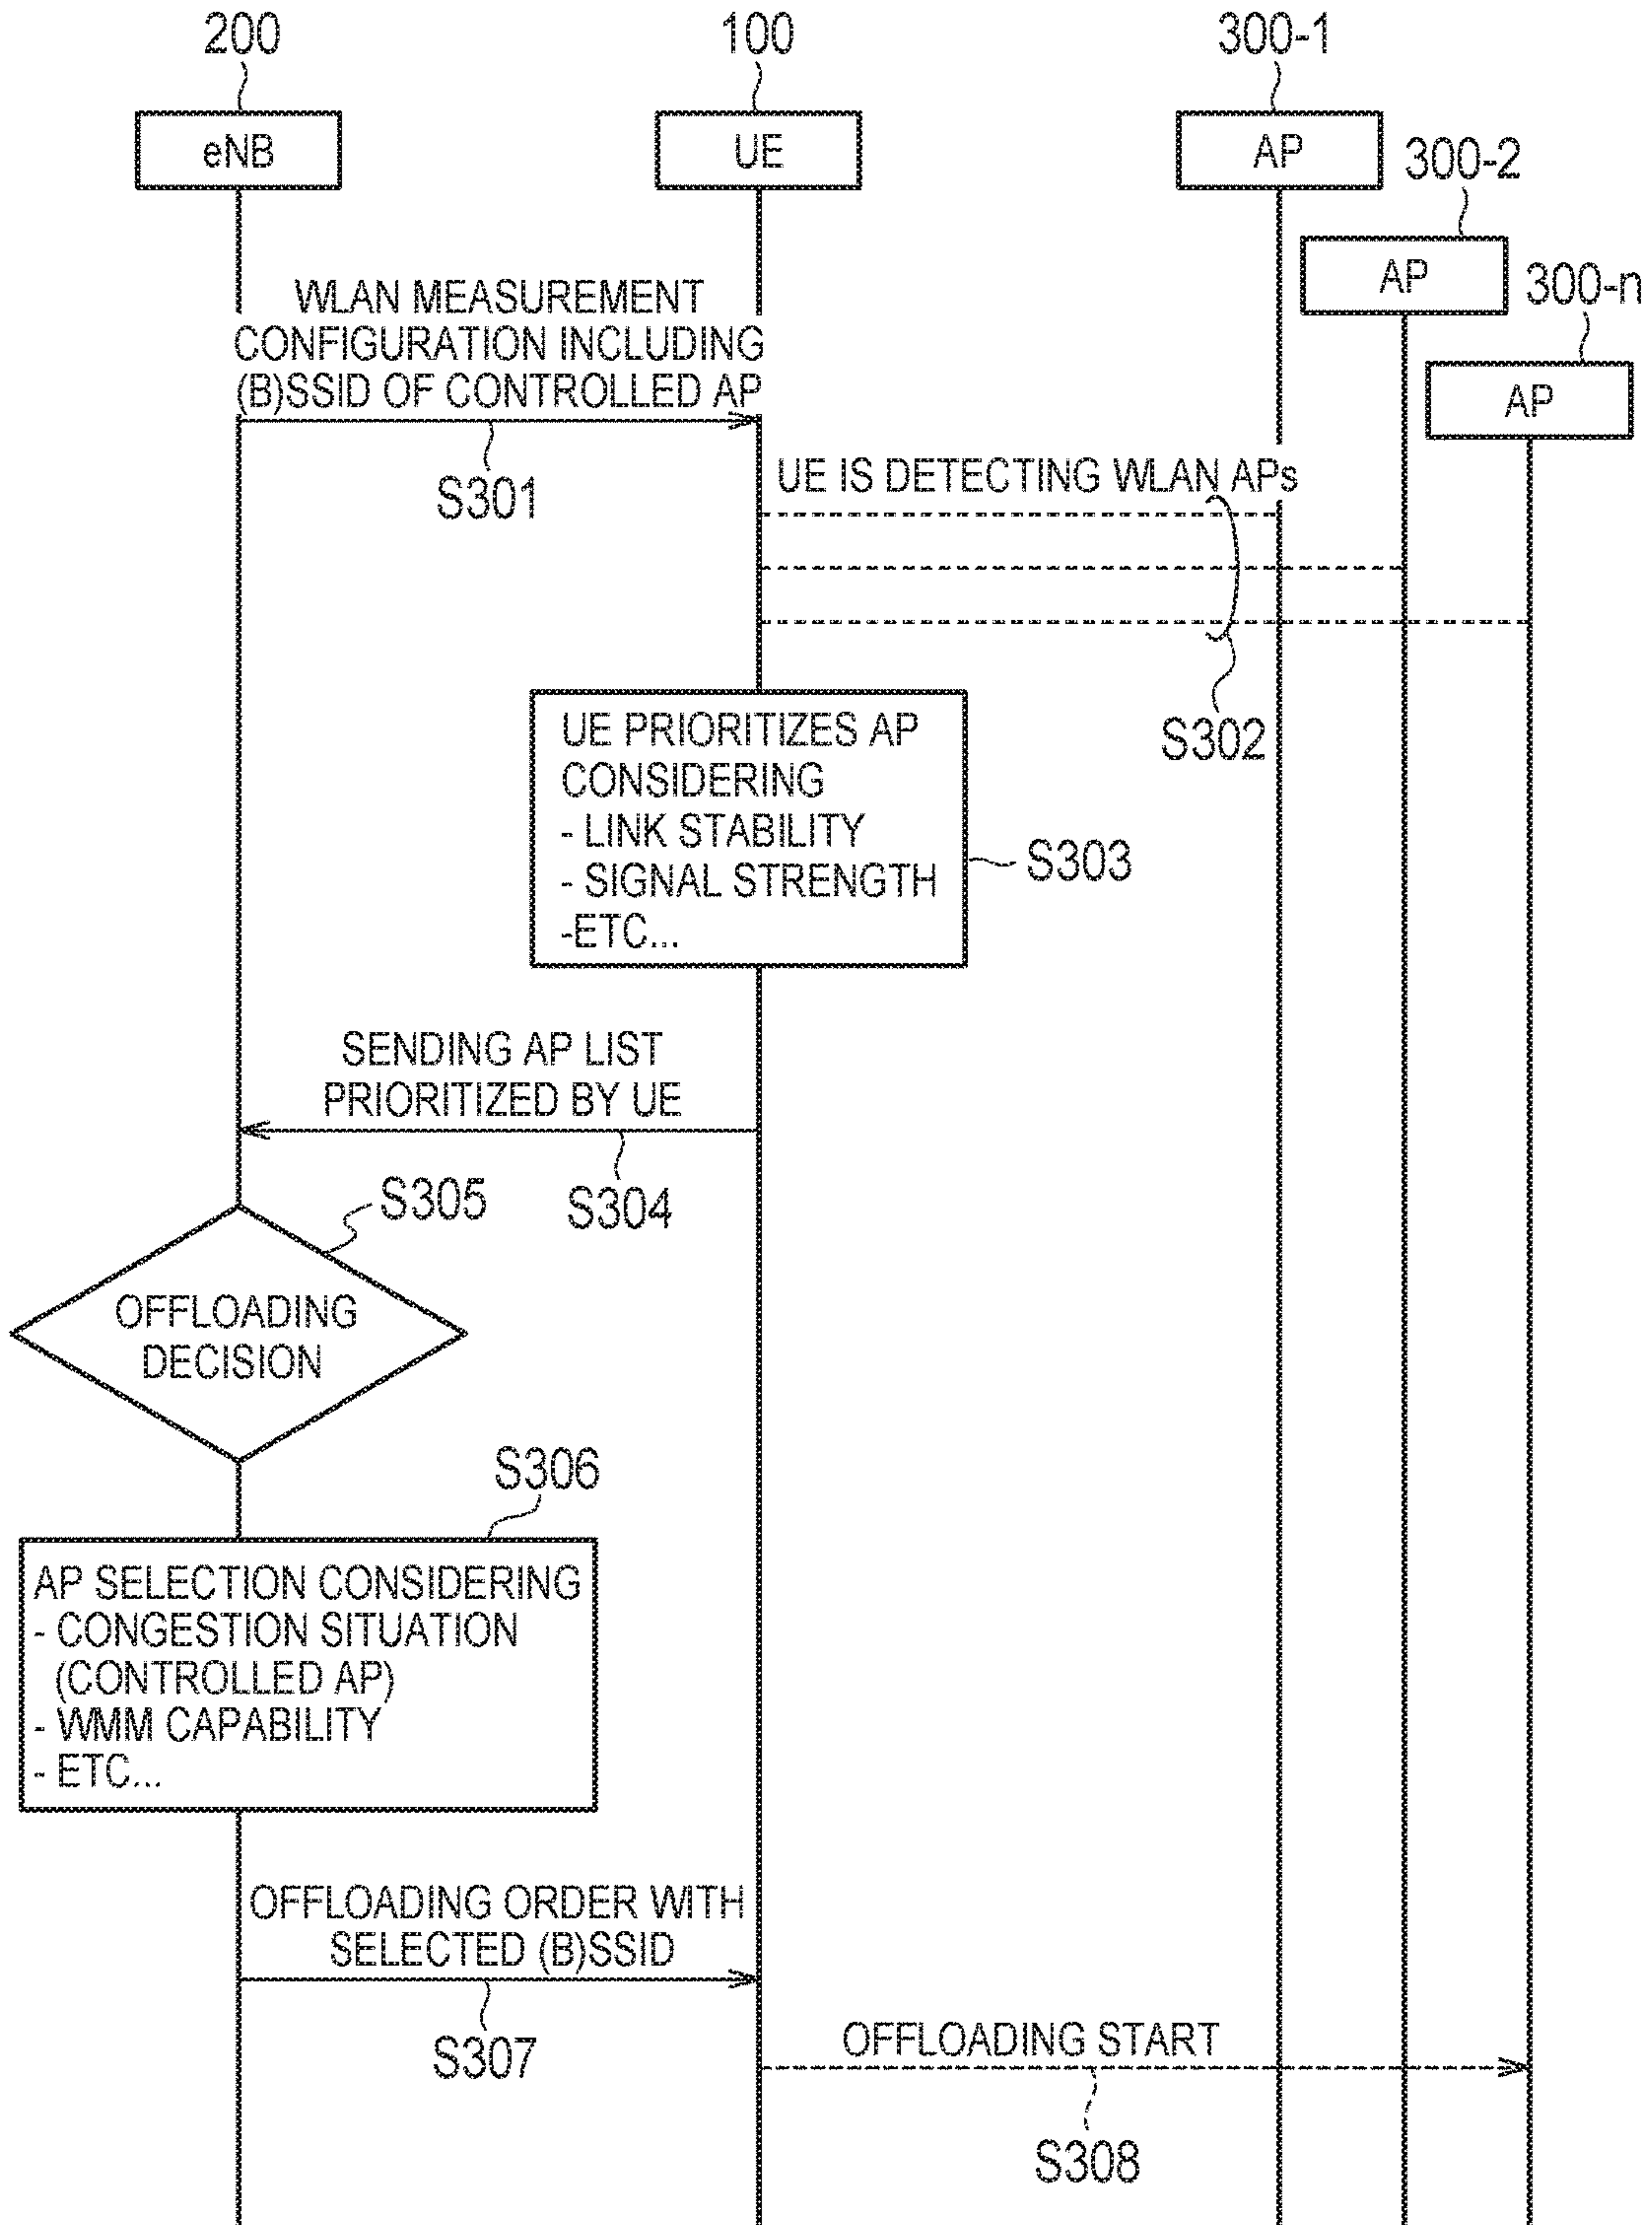 200
100
300-1
eNB
UE
AP
300-2
AP
300-n
AP
WLAN MEASUREMENT
CONFIGURATION INCLUDING
(B)SSID OF CONTROLLED AP
S301
UE IS DETECTING WLAN APs
S302
UE PRIORITIZES AP
CONSIDERING
- LINK STABILITY
- SIGNAL STRENGTH
-ETC...
S303
SENDING AP LIST
PRIORITIZED BY UE
S304
S305
OFFLOADING
DECISION
S306
AP SELECTION CONSIDERING
- CONGESTION SITUATION
(CONTROLLED AP)
- WMM CAPABILITY
- ETC...
OFFLOADING ORDER WITH
SELECTED (B)SSID
S307
OFFLOADING START
S308